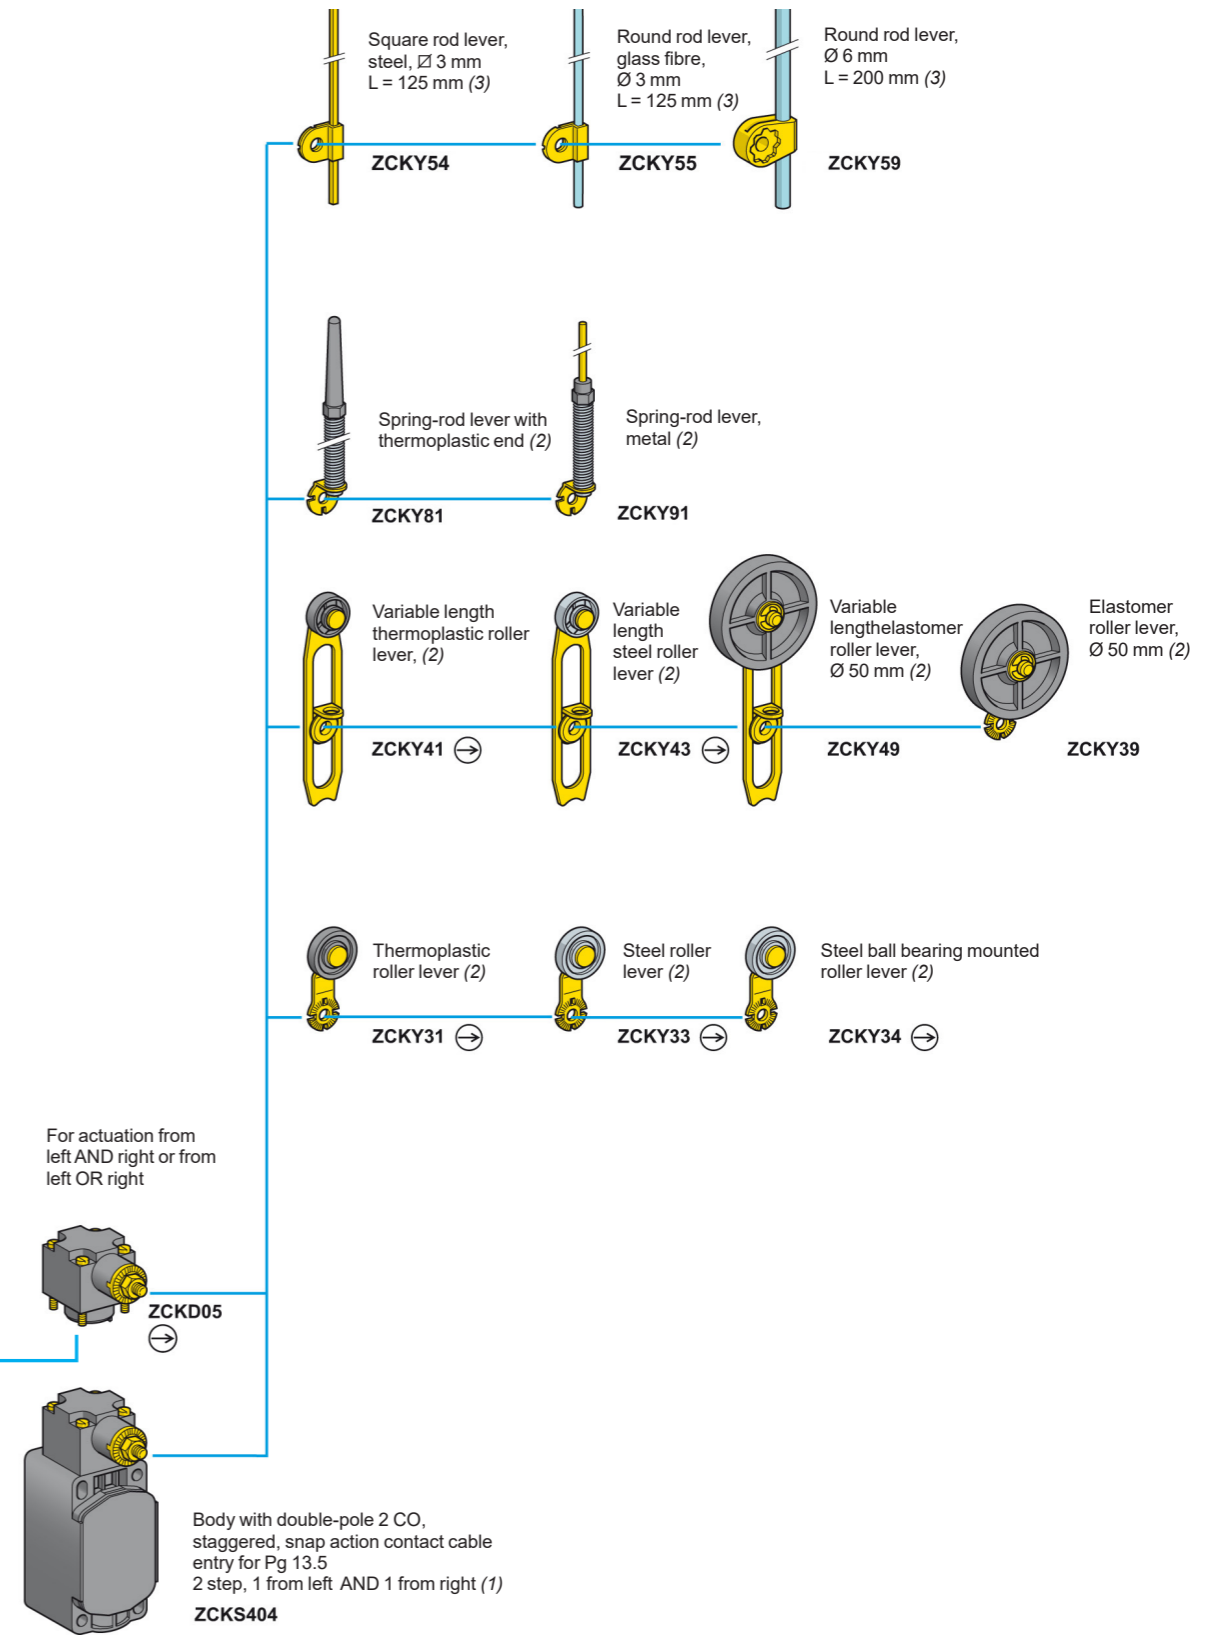 Square rod lever,
steel, ⌀ 3 mm
L = 125 mm (3)
ZCKY54
Round rod lever,
glass fibre,
Ø 3 mm
L = 125 mm (3)
ZCKY55
Round rod lever,
Ø 6 mm
L = 200 mm (3)
ZCKY59
Spring-rod lever with
thermoplastic end (2)
ZCKY81
Spring-rod lever,
metal (2)
ZCKY91
Variable length
thermoplastic roller
lever, (2)
ZCKY41
Variable
length
steel roller
lever (2)
ZCKY43
Variable
lengthelastomer
roller lever,
Ø 50 mm (2)
ZCKY49
Elastomer
roller lever,
Ø 50 mm (2)
ZCKY39
Thermoplastic
roller lever (2)
ZCKY31
Steel roller
lever (2)
ZCKY33
Steel ball bearing mounted
roller lever (2)
ZCKY34
For actuation from
left AND right or from
left OR right
ZCKD05
Body with double-pole 2 CO,
staggered, snap action contact cable
entry for Pg 13.5
2 step, 1 from left AND 1 from right (1)
ZCKS404